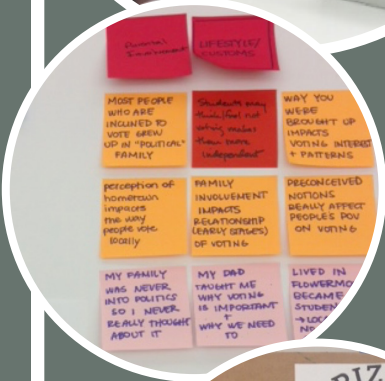 LIFESTYLE/
CUSTOMS
MOST PEOPLE
WHO ARE
INCLINED TO
VOTE GREW
UP IN "POLITICAL"
FAMILY
Students may
think/feel not
voting makes
them more
independent
WAY YOU
WERE
BROUGHT UP
IMPACTS
VOTING INTEREST
+ PATTERNS
perception of
hometown
impacts
the way
people vote
locally
FAMILY
INVOLVEMENT
IMPACTS
RELATIONSHIP
(EARLY STAGES)
OF VOTING
PRECONCEIVED
NOTIONS
REALLY AFFECT
PEOPLES POV
ON VOTING
MY FAMILY
WAS NEVER
INTO POLITICS
SO I NEVER
REALLY THOUGHT
ABOUT IT
MY DAD
TAUGHT ME
WHY VOTING
IS IMPORTANT
+
WHY WE NEED
TO
LIVED IN
FLOWERMO
BECAME
STUDEN
→ LOC